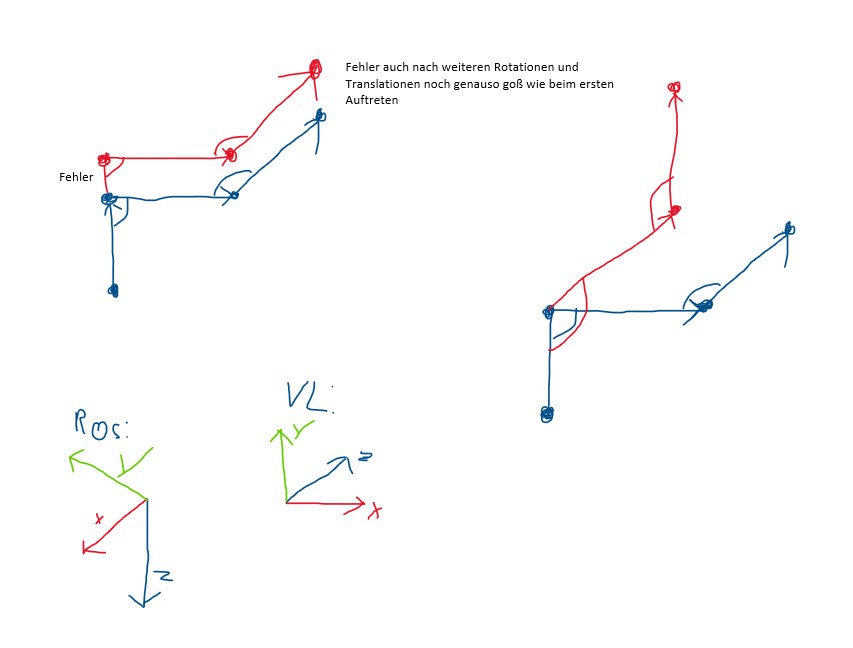 Fehler auch nach weiteren Rotationen und
Translationen noch genauso goß wie beim ersten
Auftreten
Fehler
ROS:
y
x
z
VL:
y
z
x